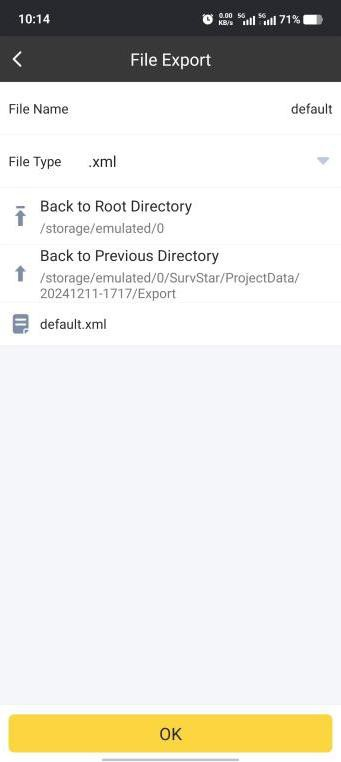 10:14
0.00
KB/s
5G
5G
71%
File Export
File Name
default
File Type
.xml
Back to Root Directory
/storage/emulated/0
Back to Previous Directory
/storage/emulated/0/SurvStar/ProjectData/
20241211-1717/Export
default.xml
OK